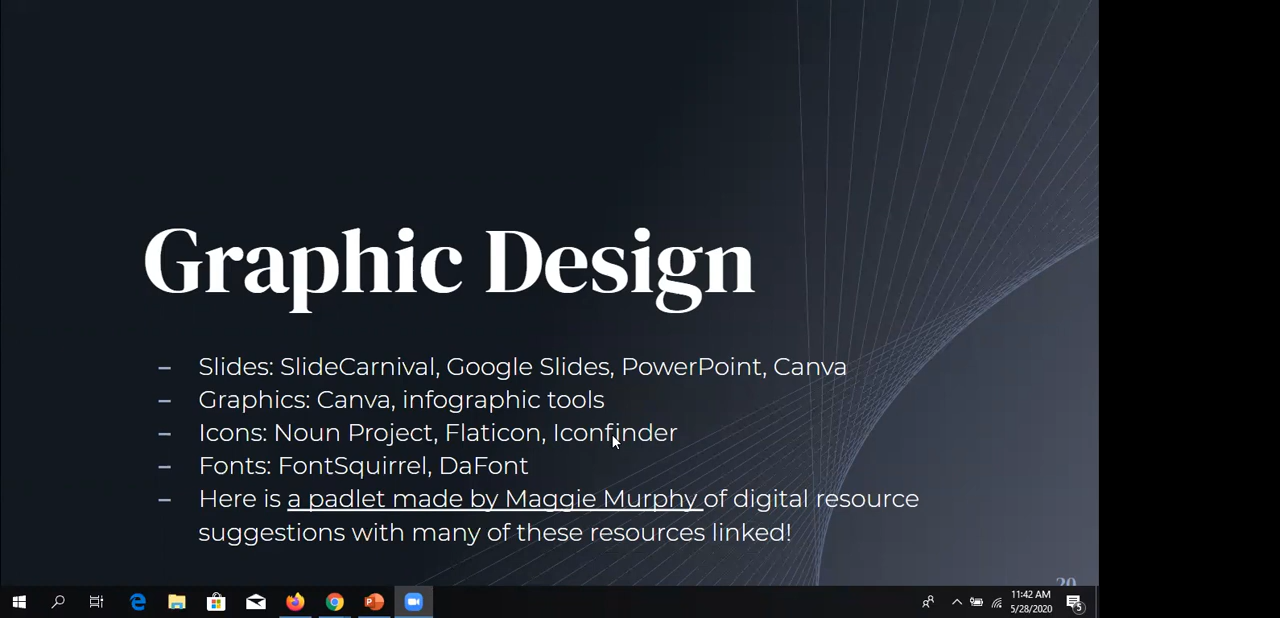 Graphic Design
– Slides: SlideCarnival, Google Slides, PowerPoint, Canva
– Graphics: Canva, infographic tools
– Icons: Noun Project, Flaticon, Iconfinder
– Fonts: FontSquirrel, DaFont
– Here is a padlet made by Maggie Murphy of digital resource
suggestions with many of these resources linked!
20
11:42 AM
5/28/2020
5